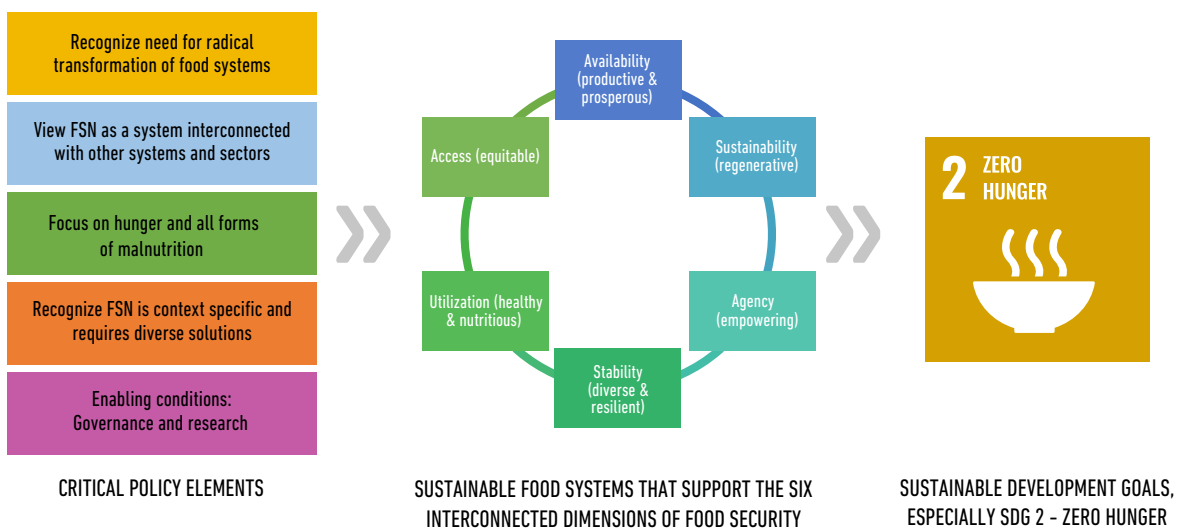 Recognize need for radical
transformation of food systems
View FSN as a system interconnected
with other systems and sectors
Focus on hunger and all forms
of malnutrition
Recognize FSN is context specific and
requires diverse solutions
Enabling conditions:
Governance and research
CRITICAL POLICY ELEMENTS
Availability
(productive &
prosperous)
Sustainability
(regenerative)
Agency
(empowering)
Stability
(diverse &
resilient)
Utilization (healthy
& nutritious)
Access (equitable)
SUSTAINABLE FOOD SYSTEMS THAT SUPPORT THE SIX
INTERCONNECTED DIMENSIONS OF FOOD SECURITY
2 ZERO
HUNGER
SUSTAINABLE DEVELOPMENT GOALS,
ESPECIALLY SDG 2 - ZERO HUNGER